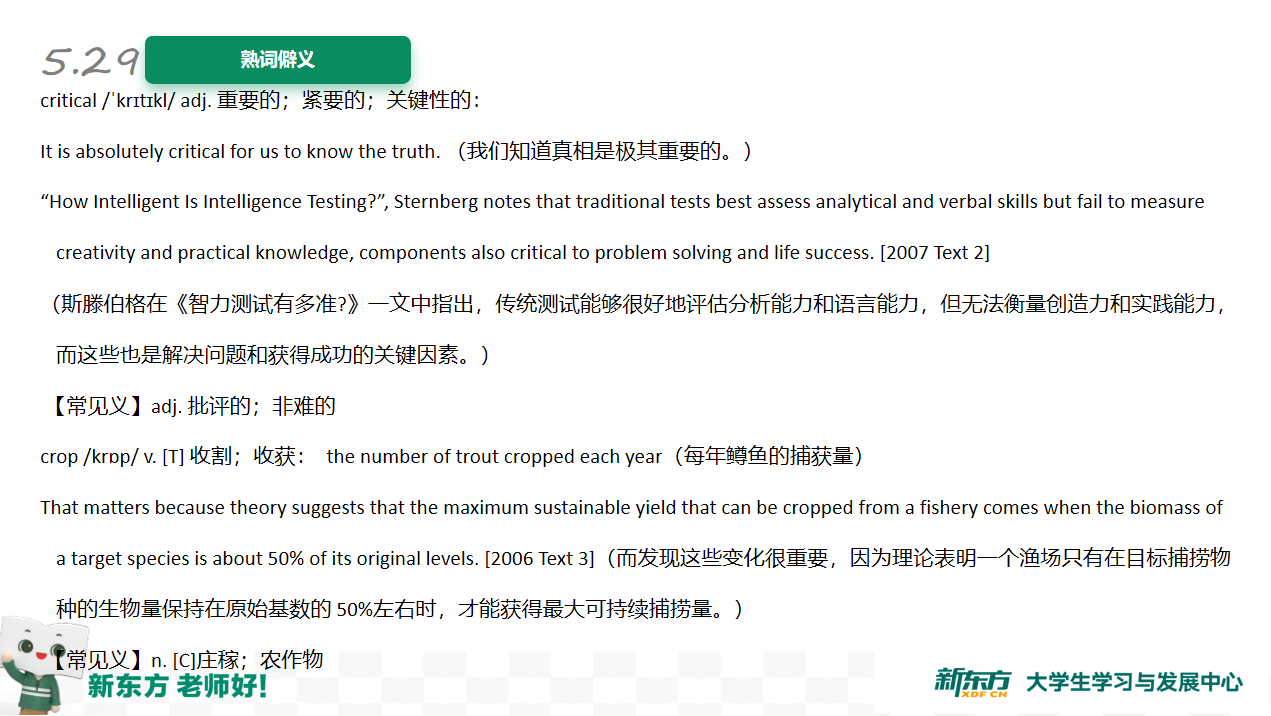 5.29 熟词僻义
critical /ˈkrɪtɪkl/ adj. 重要的；紧要的；关键性的：
It is absolutely critical for us to know the truth. （我们知道真相是极其重要的。）
“How Intelligent Is Intelligence Testing?”, Sternberg notes that traditional tests best assess analytical and verbal skills but fail to measure
creativity and practical knowledge, components also critical to problem solving and life success. [2007 Text 2]
（斯滕伯格在《智力测试有多准?》一文中指出，传统测试能够很好地评估分析能力和语言能力，但无法衡量创造力和实践能力，
而这些也是解决问题和获得成功的关键因素。）
【常见义】adj. 批评的；非难的
crop /krɒp/ v. [T] 收割；收获： the number of trout cropped each year（每年鳟鱼的捕获量）
That matters because theory suggests that the maximum sustainable yield that can be cropped from a fishery comes when the biomass of
a target species is about 50% of its original levels. [2006 Text 3]（而发现这些变化很重要，因为理论表明一个渔场只有在目标捕捞物
种的生物量保持在原始基数的 50%左右时，才能获得最大可持续捕捞量。）
【常见义】n. [C]庄稼；农作物
新东方 老师好!
新东方 XDF.CN 大学生学习与发展中心